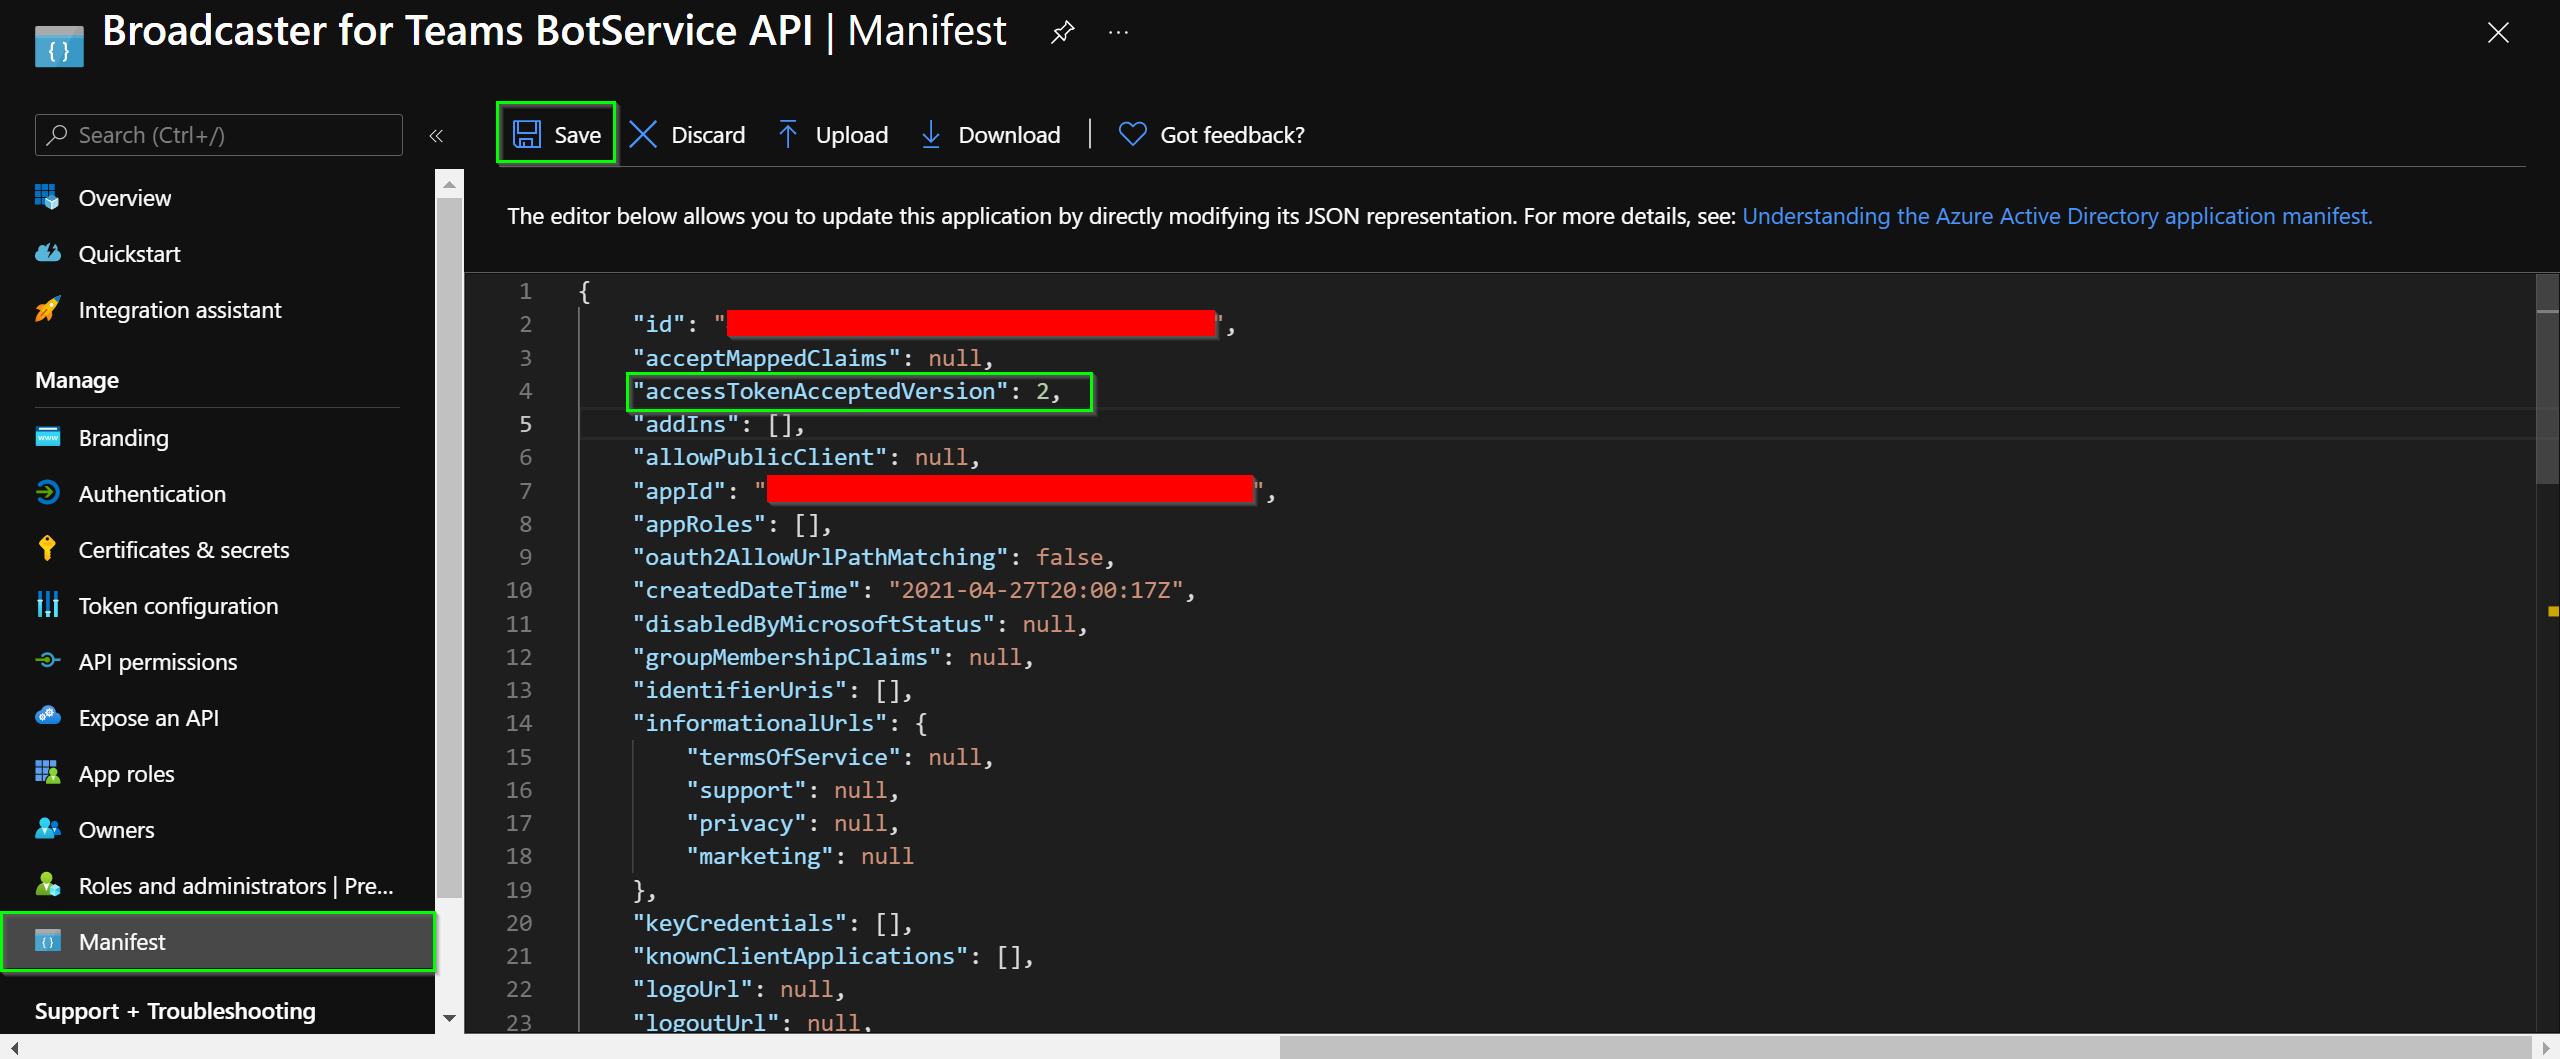 Broadcaster for Teams BotService API | Manifest
Search (Ctrl+/)
«
Overview
Quickstart
Integration assistant
Manage
Branding
Authentication
Certificates & secrets
Token configuration
API permissions
Expose an API
App roles
Owners
Roles and administrators | Pre...
Manifest
Support + Troubleshooting
Save Discard Upload Download | Got feedback?
The editor below allows you to update this application by directly modifying its JSON representation. For more details, see: Understanding the Azure Active Directory application manifest.
1 {
2 "id": "",
3 "acceptMappedClaims": null,
4 "accessTokenAcceptedVersion": 2,
5 "addIns": [],
6 "allowPublicClient": null,
7 "appId": "",
8 "appRoles": [],
9 "oauth2AllowUrlPathMatching": false,
10 "createdDateTime": "2021-04-27T20:00:17Z",
11 "disabledByMicrosoftStatus": null,
12 "groupMembershipClaims": null,
13 "identifierUris": [],
14 "informationalUrls": {
15 "termsOfService": null,
16 "support": null,
17 "privacy": null,
18 "marketing": null
19 },
20 "keyCredentials": [],
21 "knownClientApplications": [],
22 "logoUrl": null,
23 "logoutUrl": null,